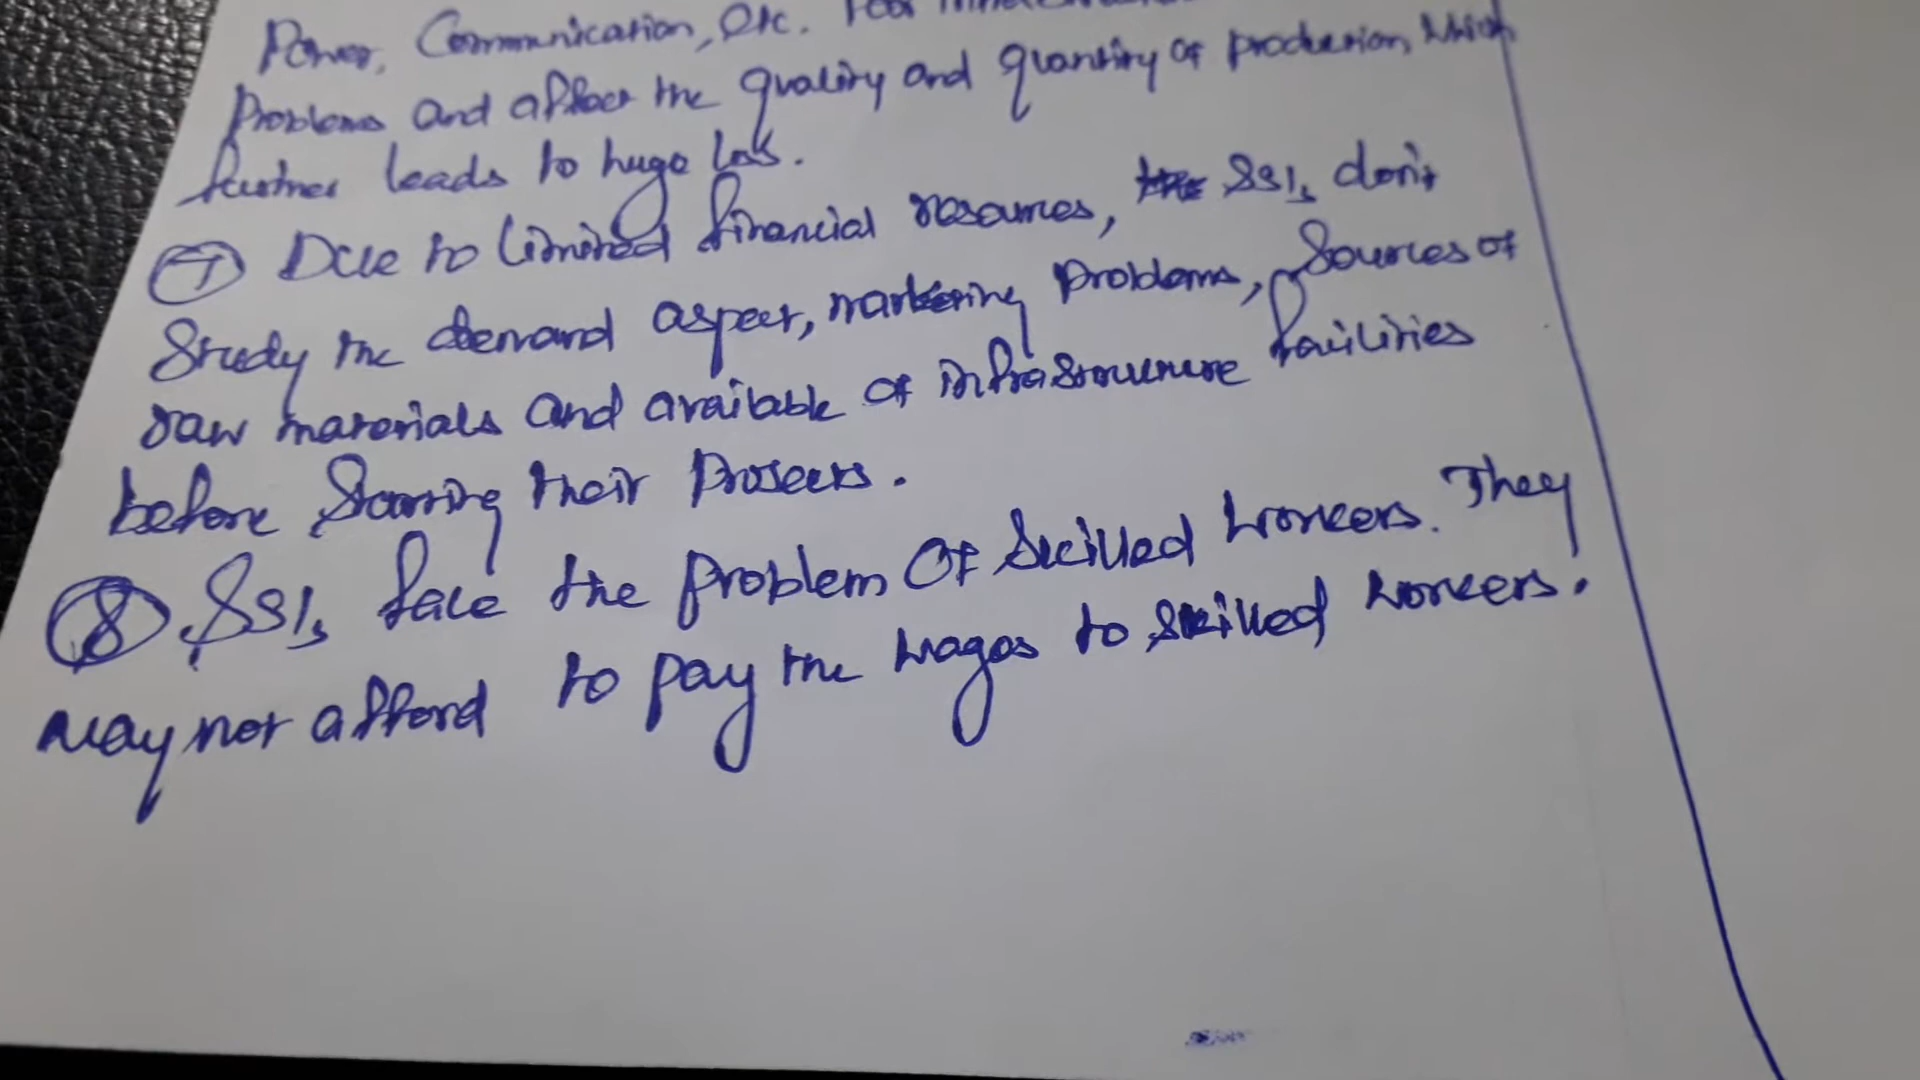 Power, Communication, Etc. Poor
Problems and affect the quality and quantity of production, which
further leads to huge loss.
⑦ Due to limited financial resources, the SSIs don't
Study the demand aspect, marketing problems, Sources of
raw materials and available of infrastructure facilities
before Starting their Projects.
⑧ SSIs face the problem Of Skilled workers. They
may not afford to pay the wages to skilled workers.